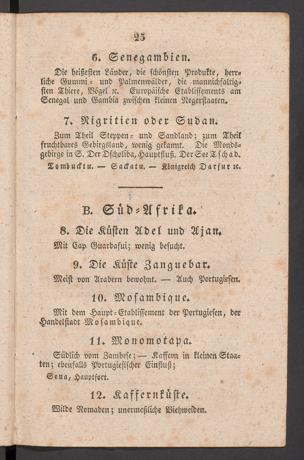 25
6. Senegambien.
Die heißesten Länder, die schönsten Produkte, herr-
liche Gummi- und Palmenwälder, die mannichfaltig-
sten Thiere, Vögel ꝛc. Europäische Etablissements am
Senegal und Gambia zwischen kleinen Negerstaaten.
7. Nigritien oder Sudan.
Zum Theil Steppen- und Sandland; zum Theil
fruchtbares Gebirgsland, wenig gekannt. Die Monds-
gebirge in S. Der Dscholiba, Hauptfluß. Der See Tschad.
Tombucktu. — Sackatu. — Königreich Darfur ꝛc.
B. Süd-Afrika.
8. Die Küsten Adel und Ajan.
Mit Cap Guardafui; wenig besucht.
9. Die Küste Zanguebar.
Meist von Arabern bewohnt. — Auch Portugiesen.
10. Mosambique.
Mit dem Haupt-Etablissement der Portugiesen, der
Handelstadt Mosambique.
11. Monomotapa.
Südlich vom Zambese; — Kaffern in kleinen Staa-
ten; ebenfalls Portugiesischer Einfluß;
Sena, Hauptort.
12. Kaffernküste.
Wilde Nomaden; unermeßliche Viehweiden.